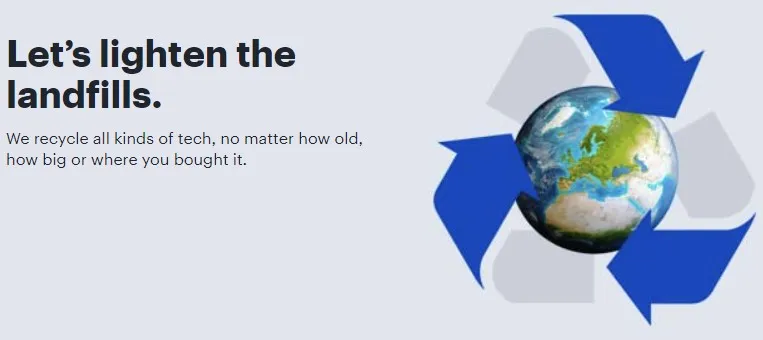 Let’s lighten the
landfills.
We recycle all kinds of tech, no matter how old,
how big or where you bought it.